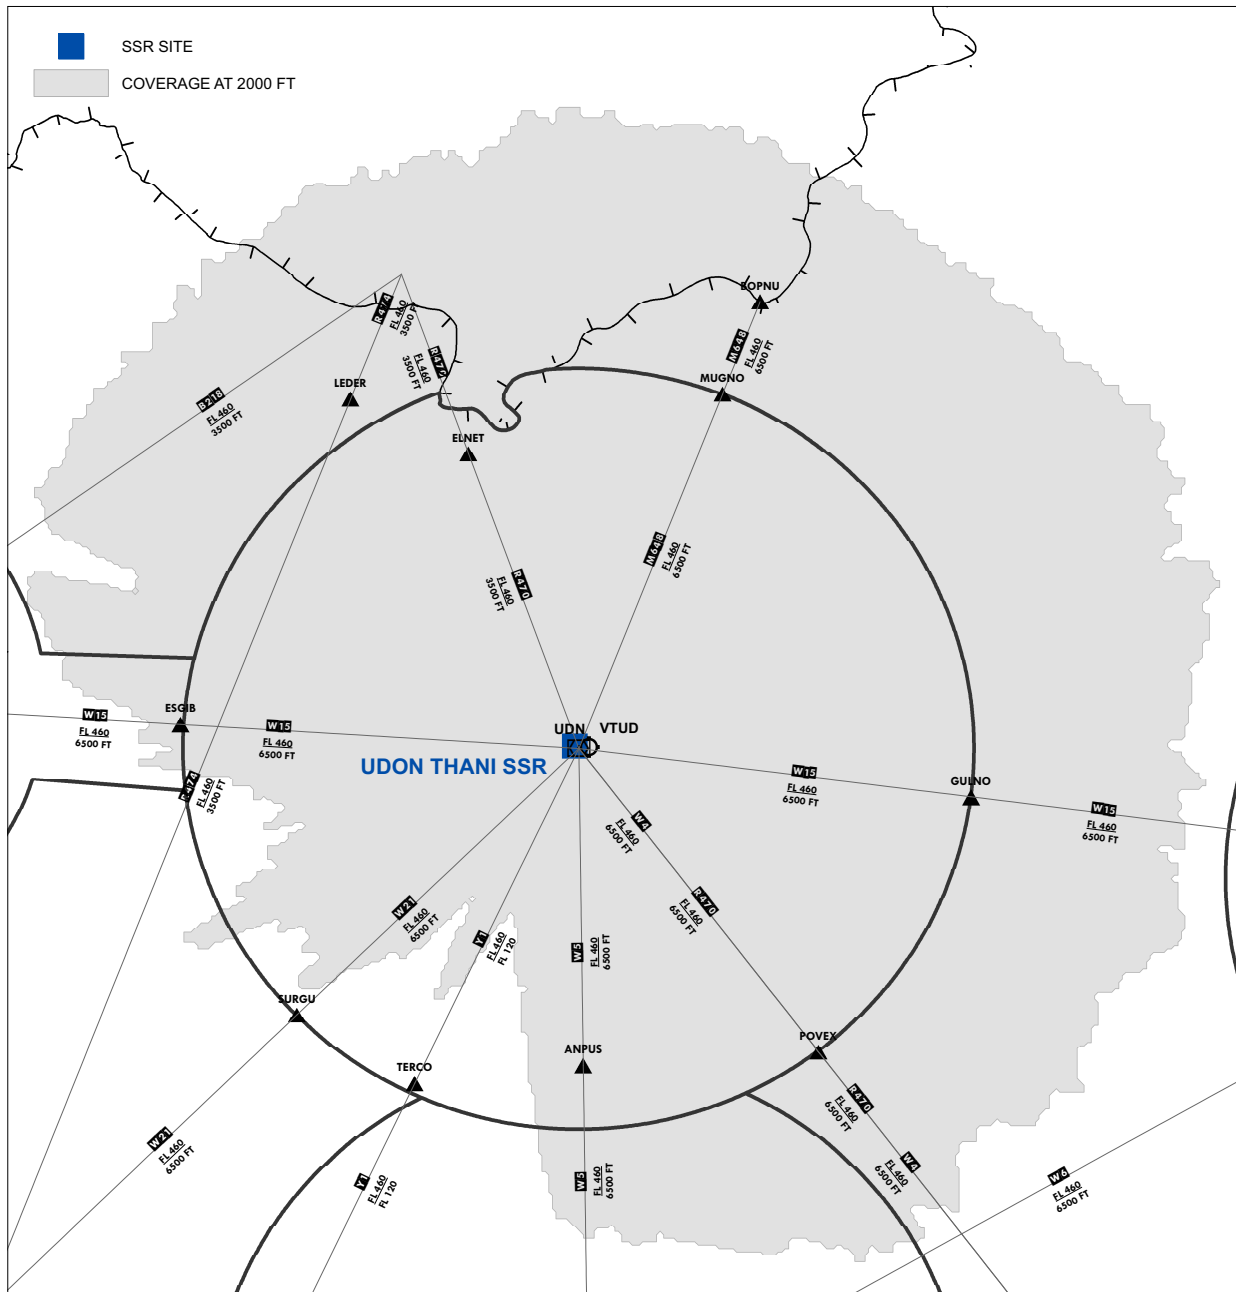 SSR SITE
COVERAGE AT 2000 FT
BOPNU
R474
FL 460
3500 FT
M648
FL 460
6500 FT
R470
FL 460
3500 FT
LEDER
MUGNO
B218
FL 460
3500 FT
ELNET
M648
FL 460
6500 FT
R470
FL 460
3500 FT
ESGIB
W15
FL 460
6500 FT
W15
FL 460
6500 FT
UDN
VTUD
UDON THANI SSR
R474
FL 460
3500 FT
W15
FL 460
6500 FT
GULNO
W15
FL 460
6500 FT
W4
FL 460
6500 FT
R470
FL 460
6500 FT
W21
FL 460
6500 FT
Y1
FL 460
FL 120
W5
FL 460
6500 FT
SURGU
TERCO
ANPUS
POVEX
R470
FL 460
6500 FT
W21
FL 460
6500 FT
Y1
FL 460
FL 120
W5
FL 460
6500 FT
W4
FL 460
6500 FT
W6
FL 460
6500 FT